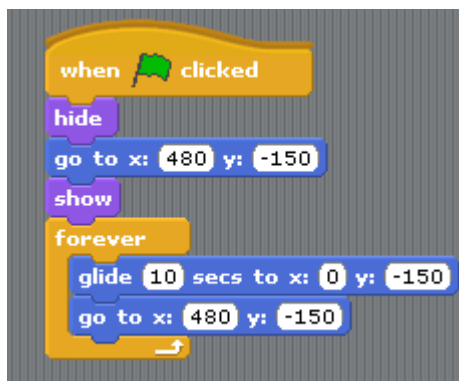 when clicked
hide
go to x: 480 y: -150
show
forever
glide 10 secs to x: 0 y: -150
go to x: 480 y: -150